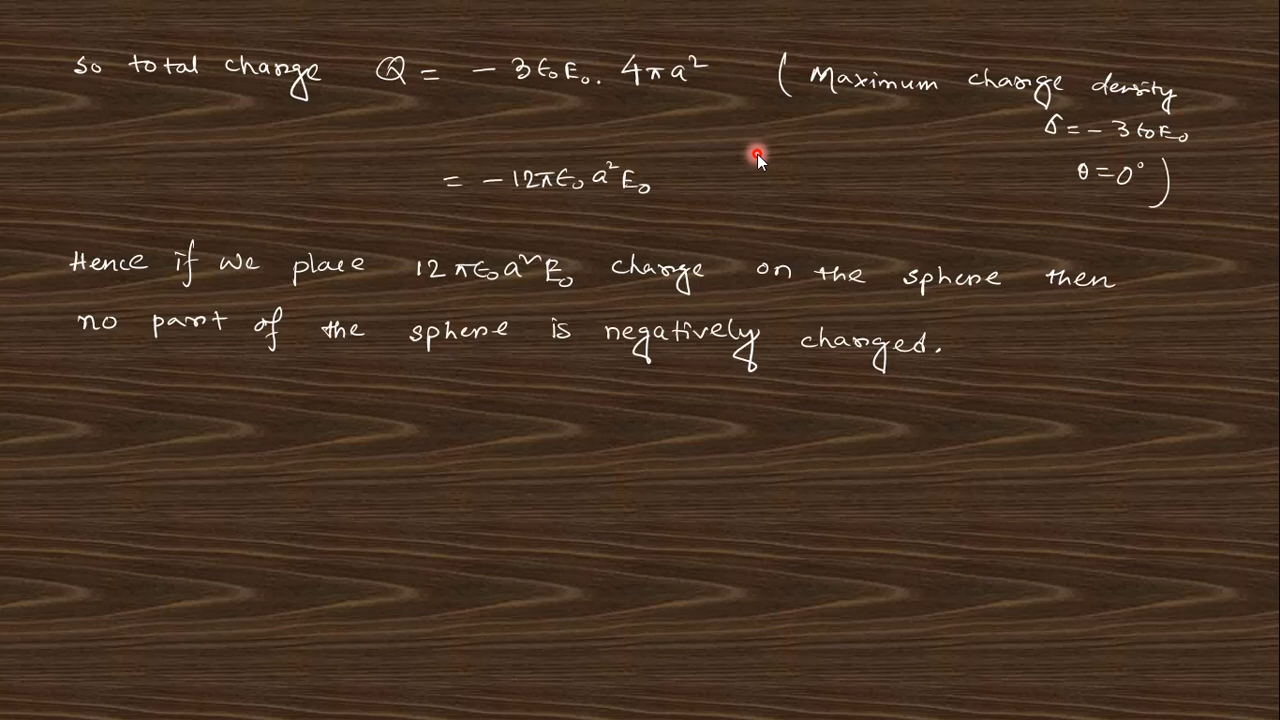 so total charge Q = - 3ϵ₀E₀. 4πa² ( Maximum charge density
σ = - 3ϵ₀E₀
= - 12πϵ₀a²E₀ θ = 0° )
Hence if we place 12πϵ₀a²E₀ charge on the sphere then
no part of the sphere is negatively charged.